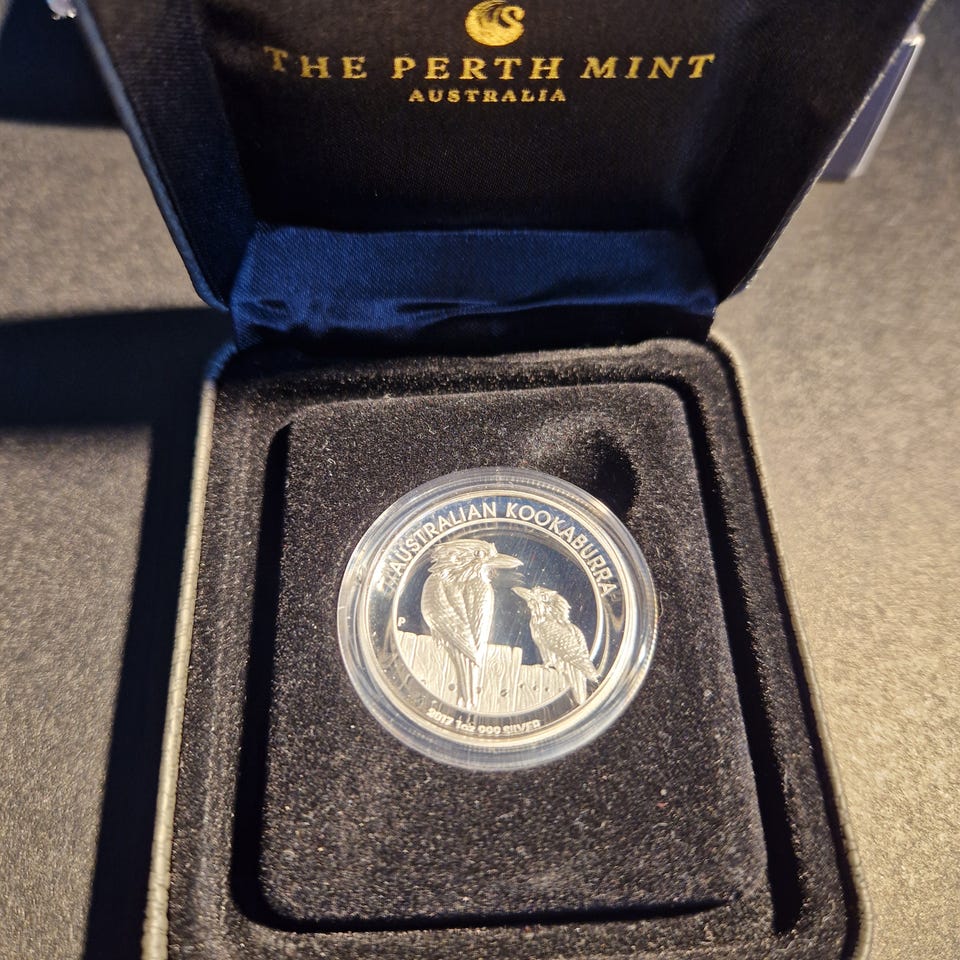 THE PERTH MINT
AUSTRALIA
AUSTRALIAN KOOKABURRA
P
2017 1oz 999 SILVER